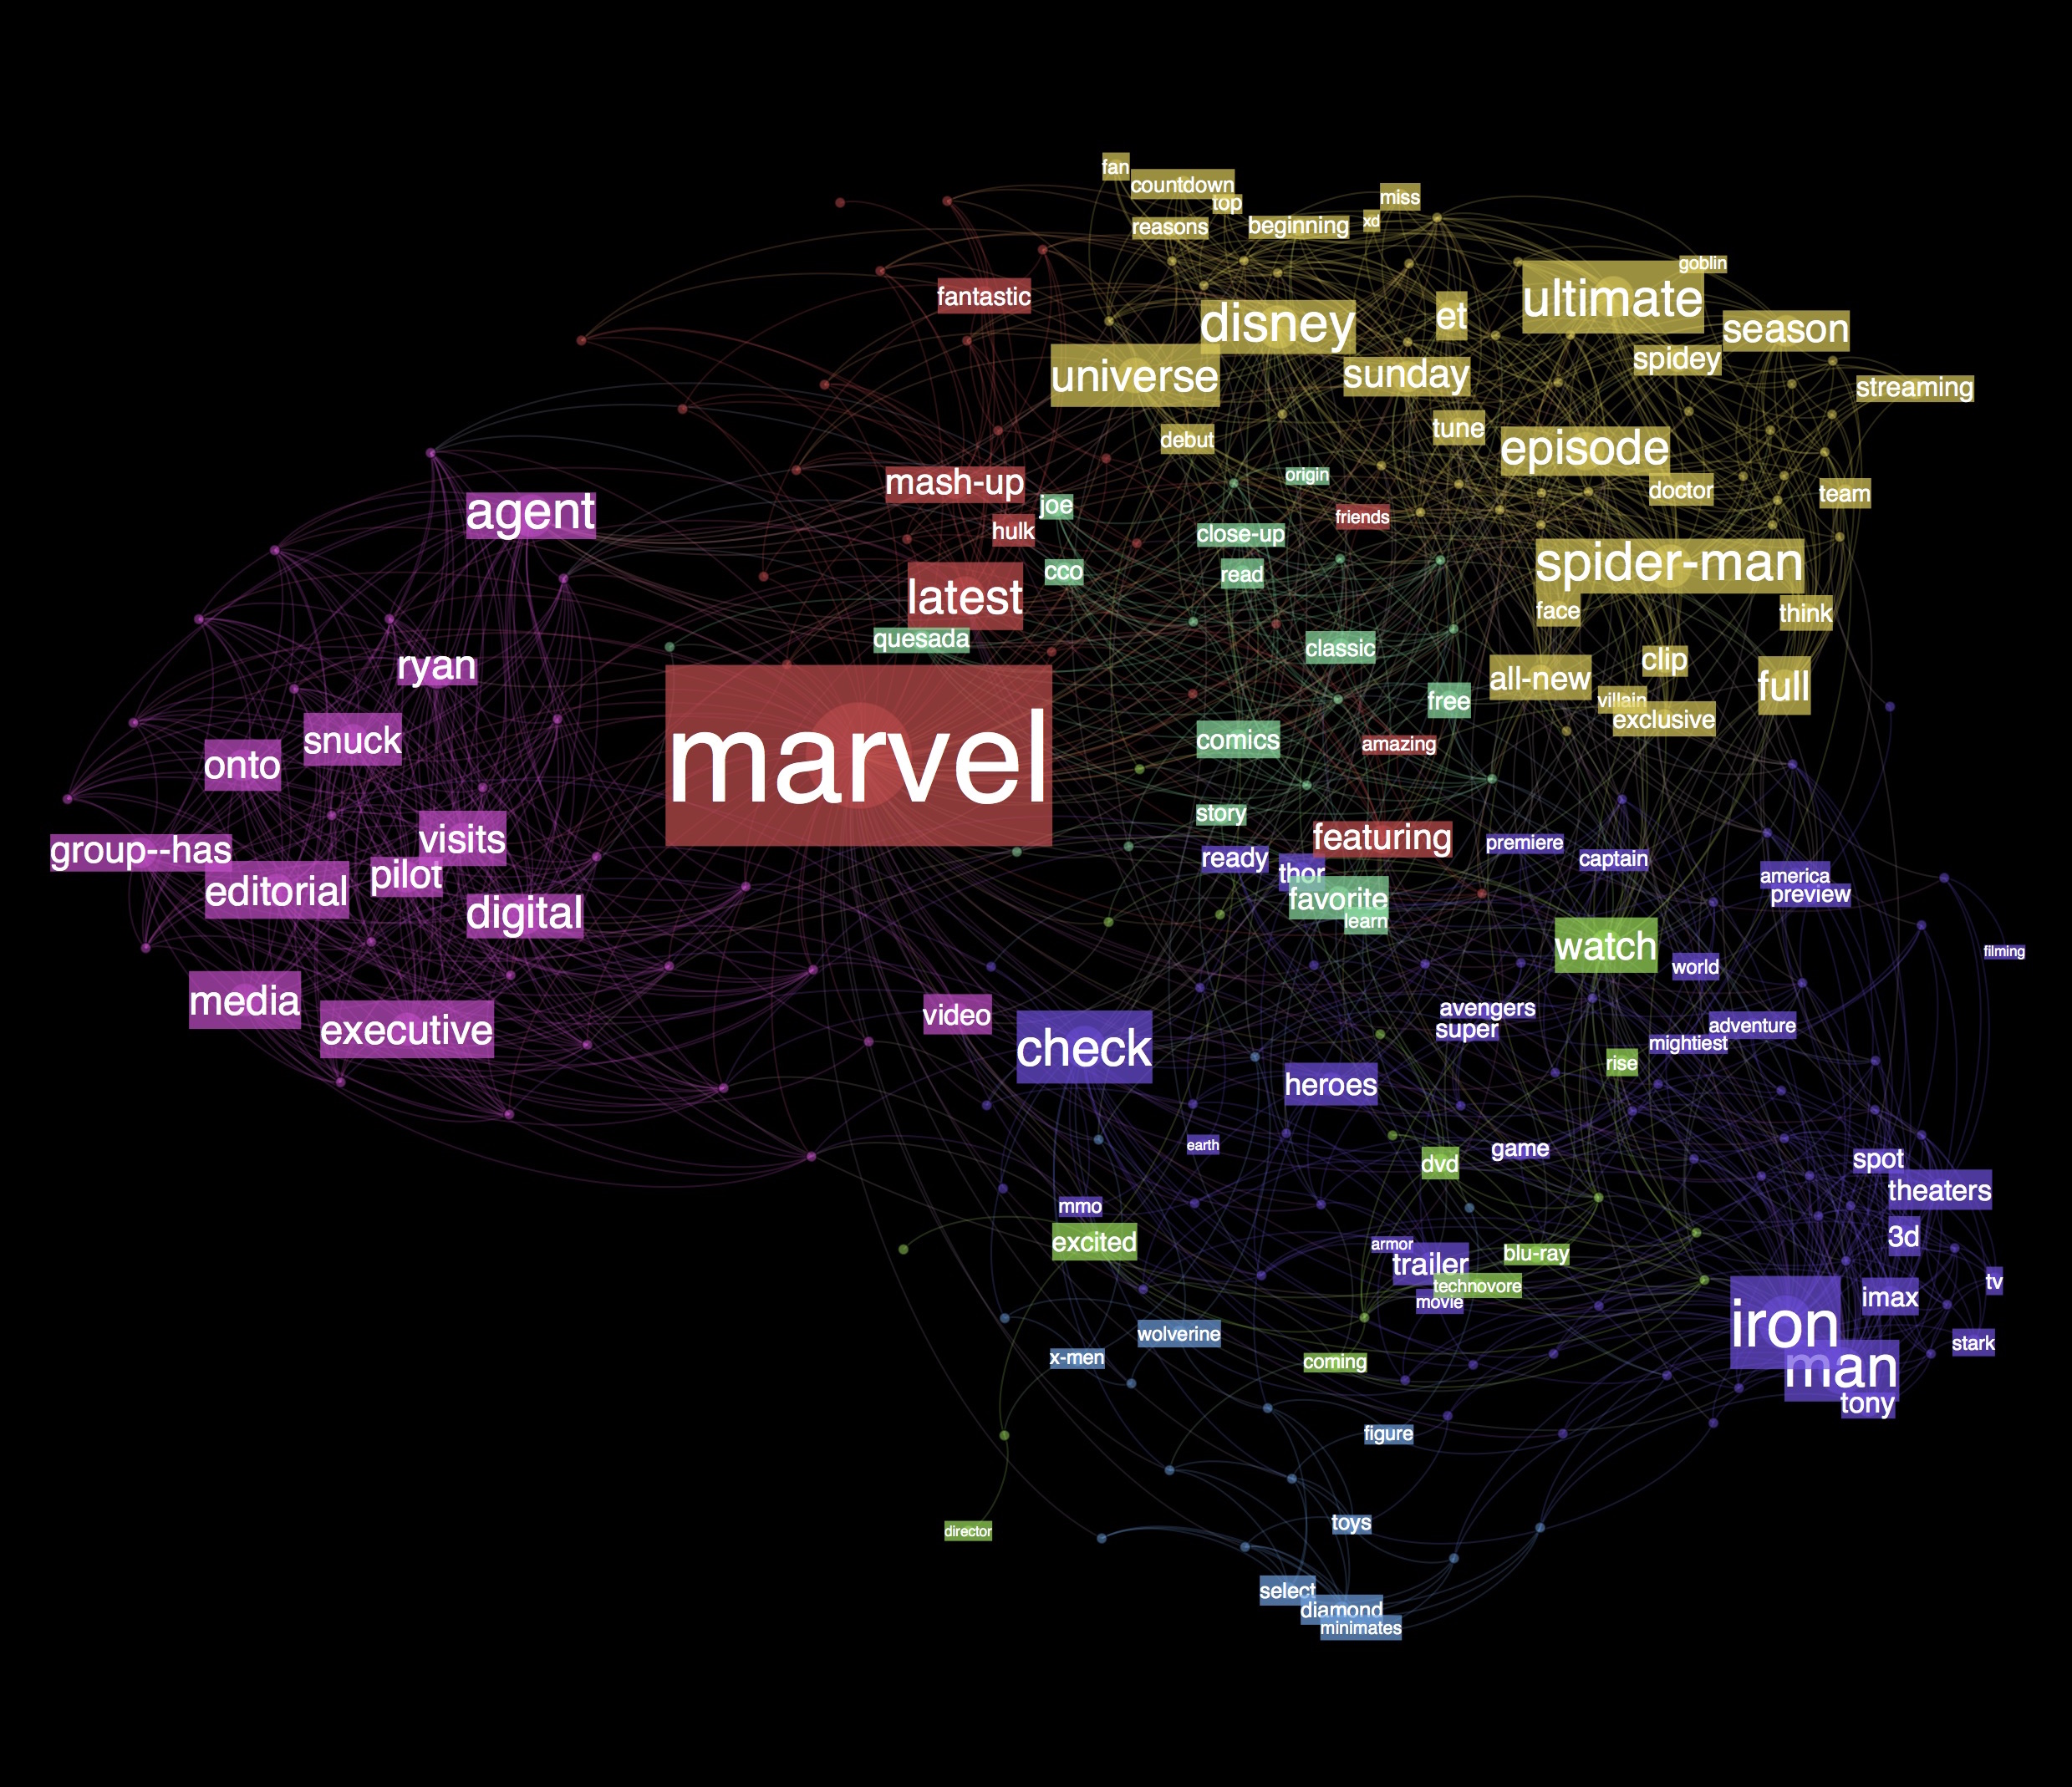 fan
countdown
miss
top
xd
reasons
beginning
goblin
fantastic
ultimate
disney
et
season
universe
sunday
spidey
streaming
tune
debut
episode
mash-up
origin
doctor
team
agent
joe
hulk
friends
close-up
latest
cco
read
spider-man
face
think
quesada
classic
ryan
all-new
clip
full
free
villain
snuck
exclusive
onto
marvel
comics
amazing
story
visits
featuring
premiere
group--has
ready
captain
pilot
thor
america
editorial
favorite
preview
digital
learn
watch
filming
world
media
video
avengers
executive
super
adventure
check
mightiest
rise
heroes
earth
game
dvd
spot
theaters
mmo
excited
armor
3d
blu-ray
trailer
technovore
tv
movie
imax
iron
wolverine
stark
x-men
coming
man
tony
figure
toys
director
select
diamond
minimates